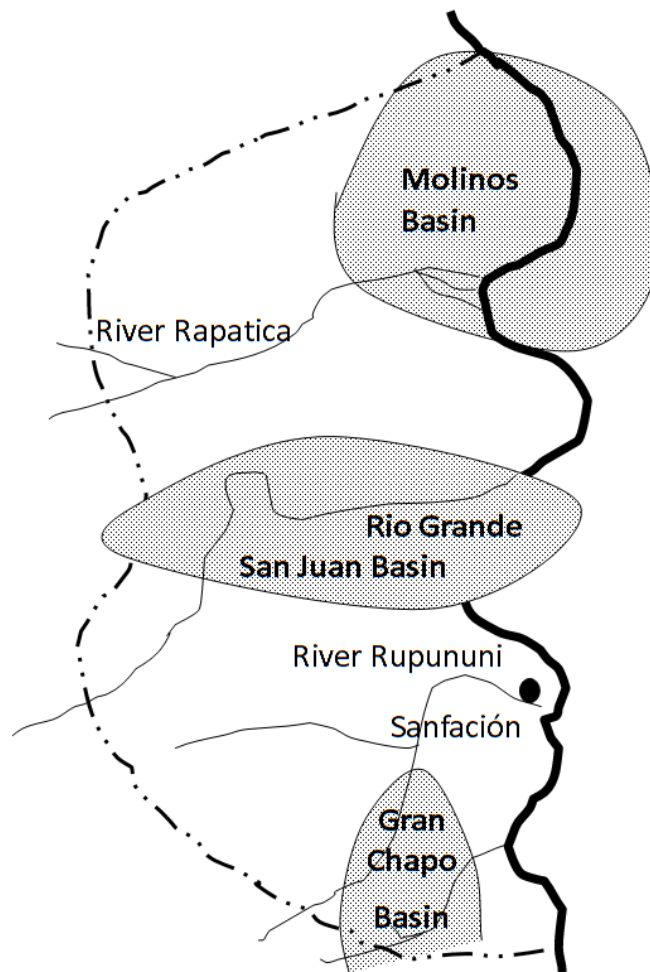 Molinos
Basin
River Rapatica
Rio Grande
San Juan Basin
River Rupununi
Sanfación
Gran
Chapo
Basin